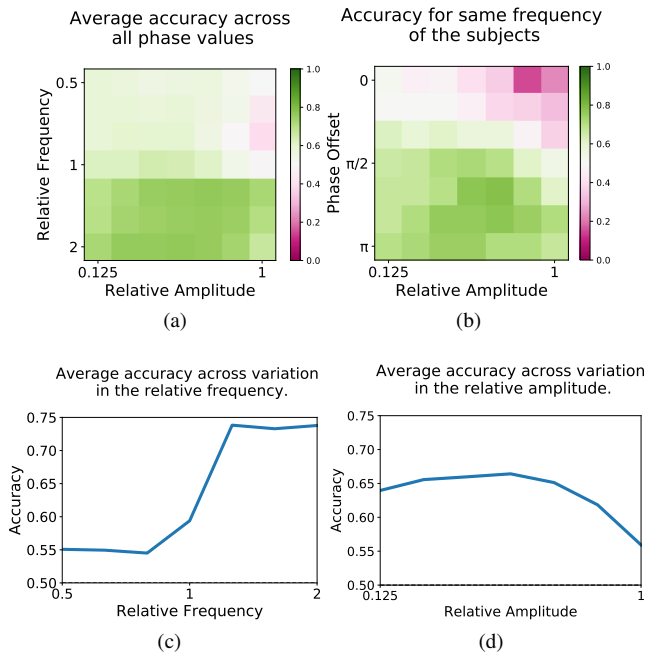 Average accuracy across
all phase values
0.5
1
2
Relative Frequency
0.125
1
Relative Amplitude
1.0
0.8
0.6
0.4
0.2
0.0
(a)
Accuracy for same frequency
of the subjects
0
π/2
π
Phase Offset
0.125
1
Relative Amplitude
1.0
0.8
0.6
0.4
0.2
0.0
(b)
Average accuracy across variation
in the relative frequency.
0.75
0.70
0.65
0.60
0.55
0.50
Accuracy
0.5
1
2
Relative Frequency
(c)
Average accuracy across variation
in the relative amplitude.
0.75
0.70
0.65
0.60
0.55
0.50
Accuracy
0.125
1
Relative Amplitude
(d)